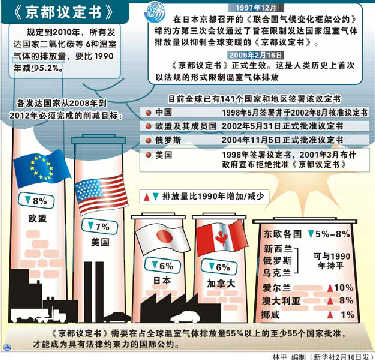 《京都议定书》
规定到2010年，所有发
达国家二氧化碳等6种温室
气体的排放量，要比1990
年减少5.2%。
1997年12月
在日本京都召开的《联合国气候变化框架公约》
缔约方第三次会议通过了旨在限制发达国家温室气体
排放量以抑制全球变暖的《京都议定书》。
2005年2月16日
《京都议定书》正式生效。这是人类历史上首次
以法规的形式限制温室气体排放
目前全球已有141个国家和地区签署该议定书
中国 1998年5月签署并于2002年8月核准议定书
欧盟及其成员国 2002年5月31日正式批准议定书
俄罗斯 2004年11月5日正式批准议定书
美国 1998年签署议定书，2001年3月布什
政府宣布拒绝批准《京都议定书》
各发达国家从2008年到
2012年必须完成的削减目标：
▲▼ 排放量比1990年增加/减少
▼8%
欧盟
▼7%
美国
▼6%
日本
▼6%
加拿大
东欧各国 ▼5%~8%
新西兰
俄罗斯
乌克兰
可与1990
年持平
爱尔兰 ▲10%
澳大利亚 ▲8%
挪威 ▲1%
《京都议定书》需要在占全球温室气体排放量55%以上的至少55个国家批准，
才能成为具有法律约束力的国际公约。
编制（新华社2月16日发）